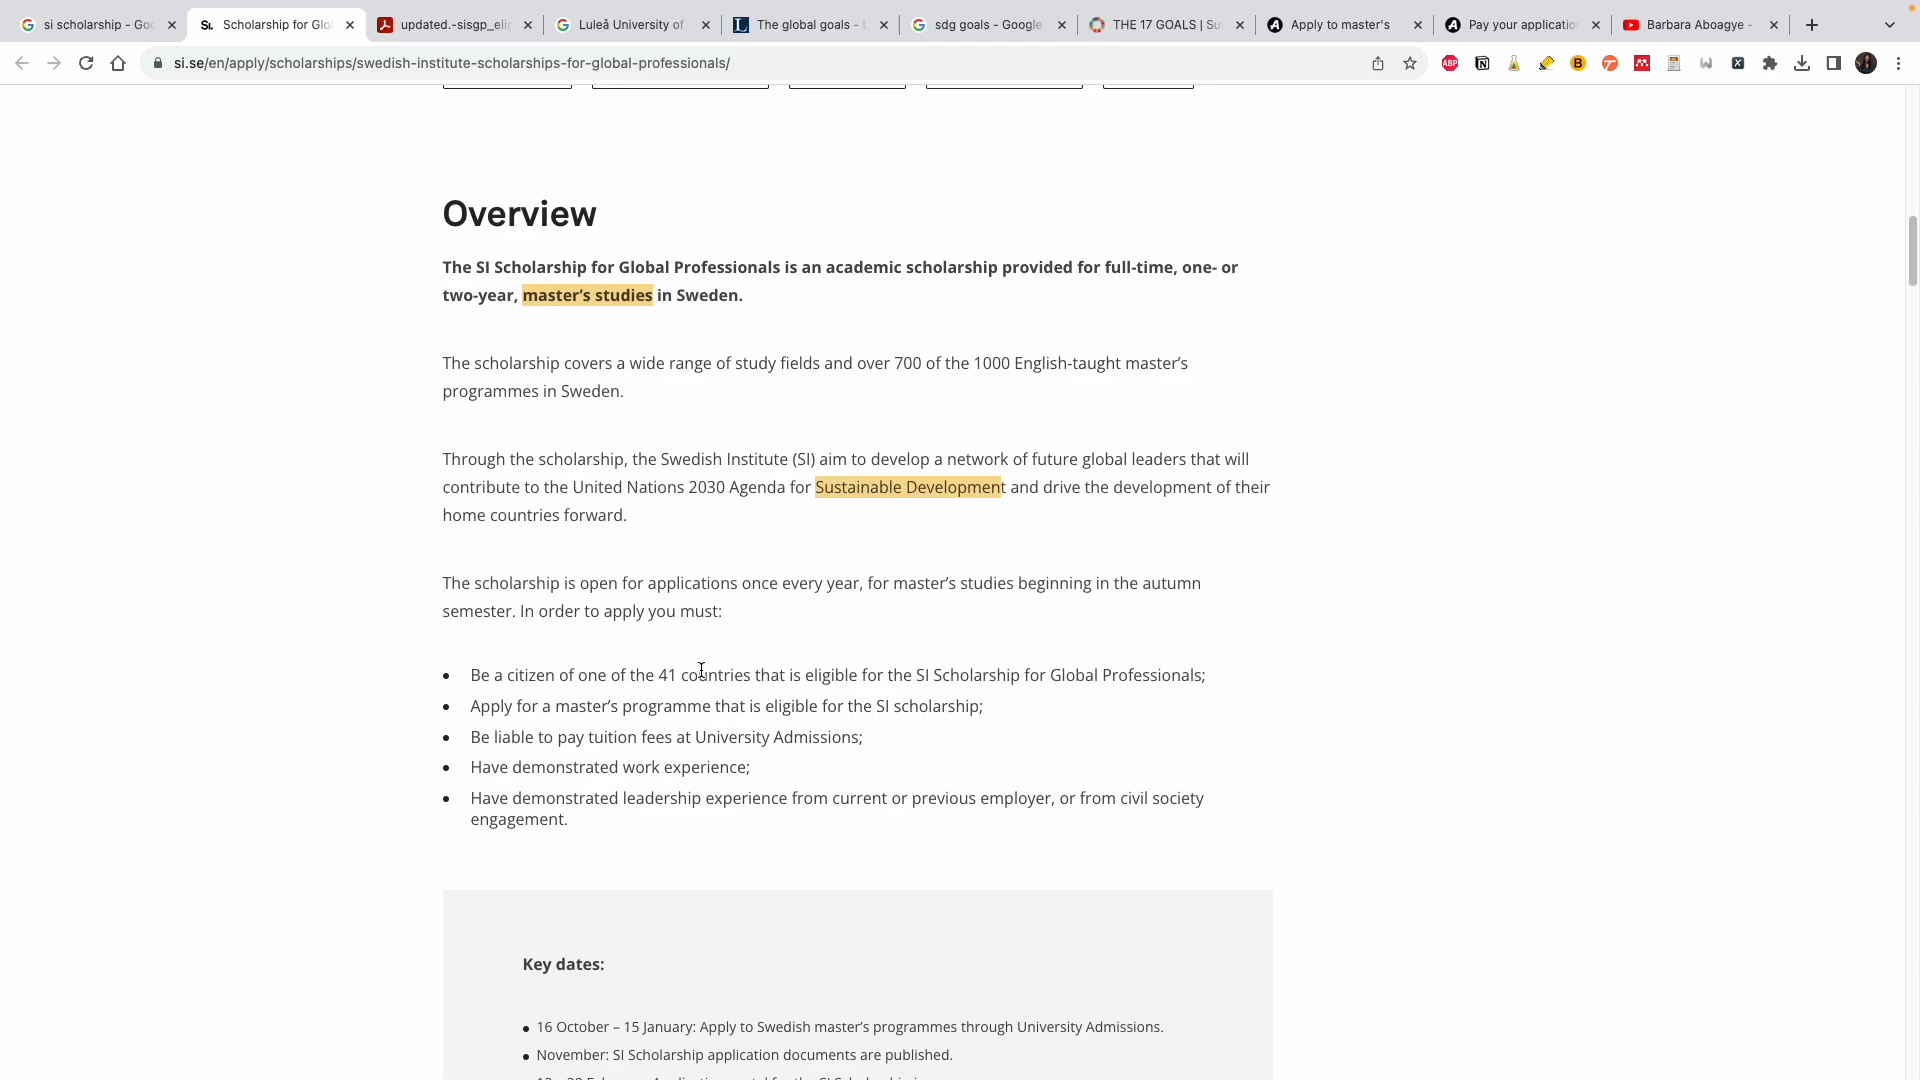 si scholarship - Goo
Scholarship for Glo
updated.-sisgp_eli
Luleå University of
The global goals - L
sdg goals - Google
THE 17 GOALS | Su
Apply to master's
Pay your applicatio
Barbara Aboagye -
si.se/en/apply/scholarships/swedish-institute-scholarships-for-global-professionals/
Overview
The SI Scholarship for Global Professionals is an academic scholarship provided for full-time, one- or
two-year, master’s studies in Sweden.
The scholarship covers a wide range of study fields and over 700 of the 1000 English-taught master’s
programmes in Sweden.
Through the scholarship, the Swedish Institute (SI) aim to develop a network of future global leaders that will
contribute to the United Nations 2030 Agenda for Sustainable Development and drive the development of their
home countries forward.
The scholarship is open for applications once every year, for master’s studies beginning in the autumn
semester. In order to apply you must:
Be a citizen of one of the 41 countries that is eligible for the SI Scholarship for Global Professionals;
Apply for a master’s programme that is eligible for the SI scholarship;
Be liable to pay tuition fees at University Admissions;
Have demonstrated work experience;
Have demonstrated leadership experience from current or previous employer, or from civil society
engagement.
Key dates:
16 October – 15 January: Apply to Swedish master’s programmes through University Admissions.
November: SI Scholarship application documents are published.